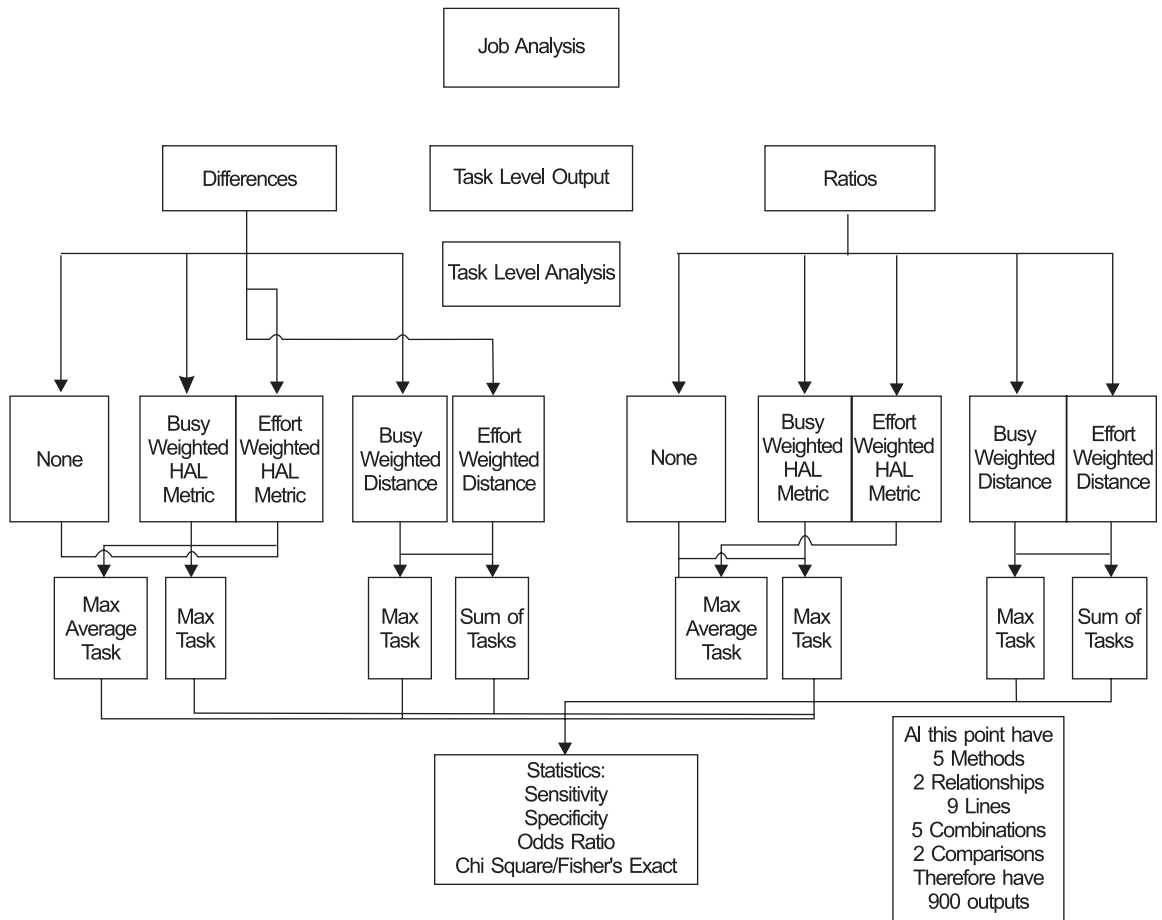 Job Analysis
Differences
Task Level Output
Ratios
Task Level Analysis
None
Busy
Weighted
HAL
Metric
Effort
Weighted
HAL
Metric
Busy
Weighted
Distance
Effort
Weighted
Distance
None
Busy
Weighted
HAL
Metric
Effort
Weighted
HAL
Metric
Busy
Weighted
Distance
Effort
Weighted
Distance
Max
Average
Task
Max
Task
Max
Task
Sum of
Tasks
Max
Average
Task
Max
Task
Max
Task
Sum of
Tasks
Statistics:
Sensitivity
Specificity
Odds Ratio
Chi Square/Fisher's Exact
Al this point have
5 Methods
2 Relationships
9 Lines
5 Combinations
2 Comparisons
Therefore have
900 outputs